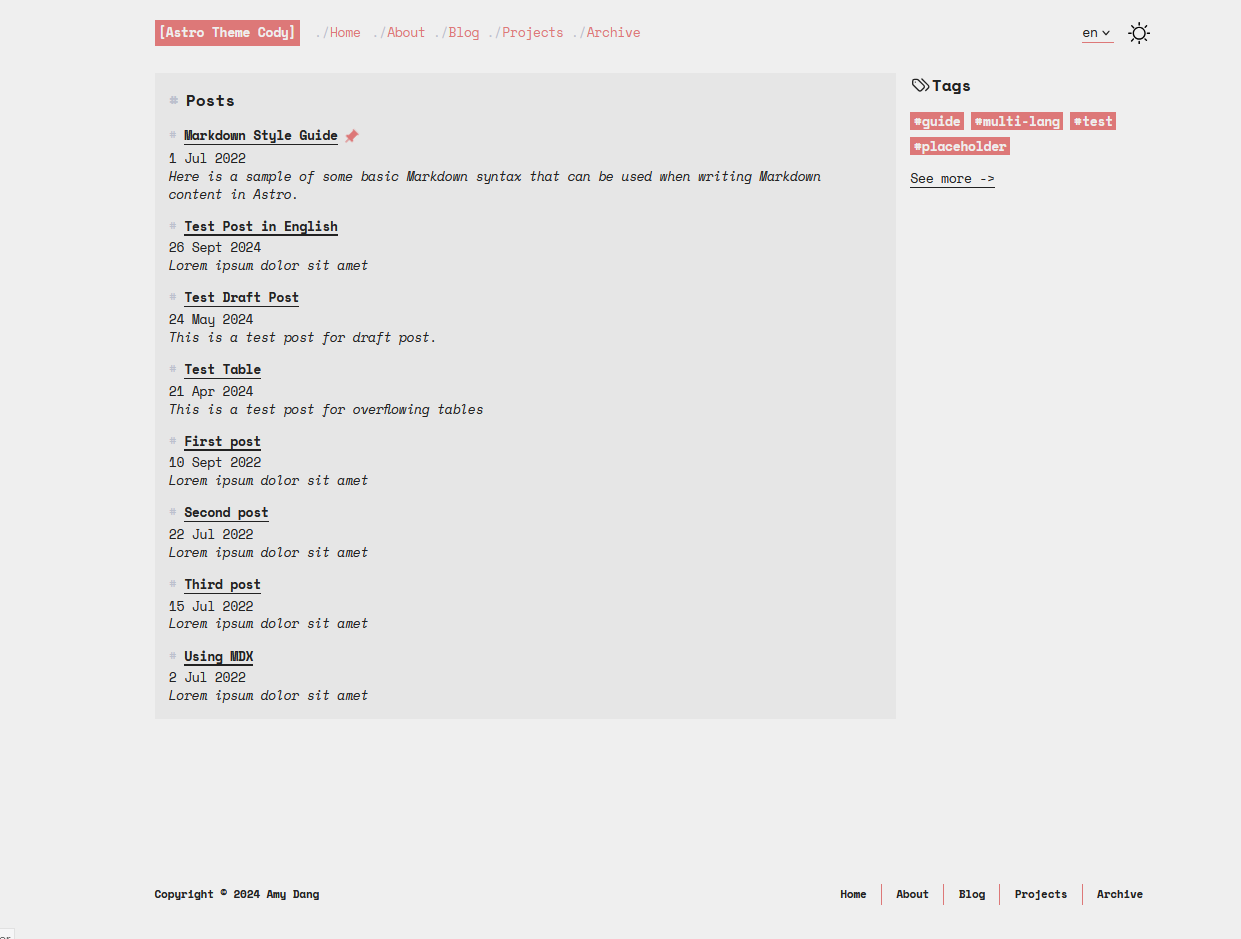 [Astro Theme Cody] ./Home ./About ./Blog ./Projects ./Archive en
# Posts
# Markdown Style Guide
1 Jul 2022
Here is a sample of some basic Markdown syntax that can be used when writing Markdown
content in Astro.
# Test Post in English
26 Sept 2024
Lorem ipsum dolor sit amet
# Test Draft Post
24 May 2024
This is a test post for draft post.
# Test Table
21 Apr 2024
This is a test post for overflowing tables
# First post
10 Sept 2022
Lorem ipsum dolor sit amet
# Second post
22 Jul 2022
Lorem ipsum dolor sit amet
# Third post
15 Jul 2022
Lorem ipsum dolor sit amet
# Using MDX
2 Jul 2022
Lorem ipsum dolor sit amet
Tags
#guide #multi-lang #test
#placeholder
See more ->
Copyright © 2024 Amy Dang
Home About Blog Projects Archive